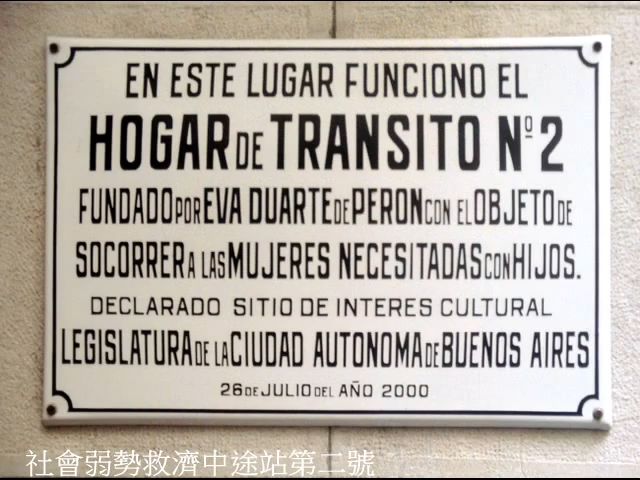 EN ESTE LUGAR FUNCIONO EL
HOGAR DE TRANSITO Nº 2
FUNDADO POR EVA DUARTE DE PERON CON EL OBJETO DE
SOCORRER A LAS MUJERES NECESITADAS CON HIJOS.
DECLARADO SITIO DE INTERES CULTURAL
LEGISLATURA DE LA CIUDAD AUTONOMA DE BUENOS AIRES
26 DE JULIO DEL AÑO 2000
社會弱勢救濟中途站第二號